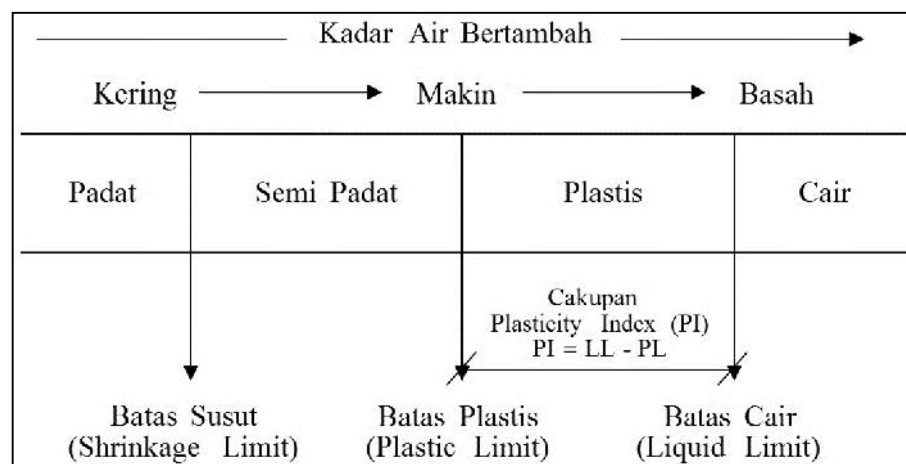 Kadar Air Bertambah
Kering Makin Basah
Padat Semi Padat Plastis Cair
Cakupan
Plasticity Index (PI)
PI = LL - PL
Batas Susut Batas Plastis Batas Cair
(Shrinkage Limit) (Plastic Limit) (Liquid Limit)